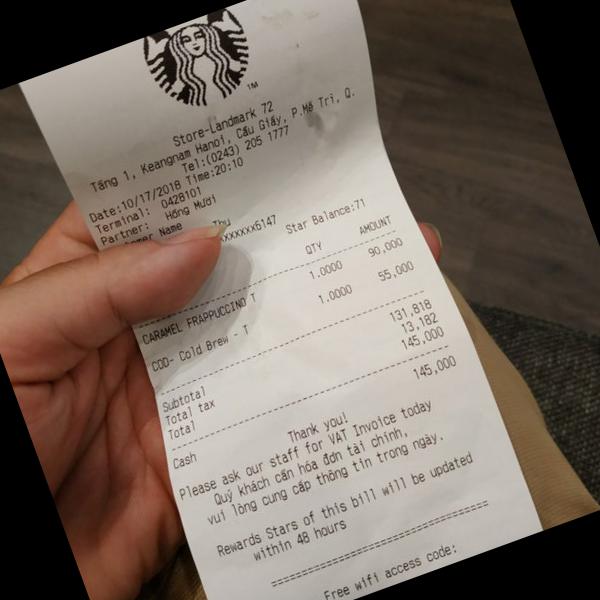 TM
Store-Landmark 72
Tầng 1, Keangnam Hanoi, Cầu Giấy, P.Mễ Trì, Q.
Tel:(0243) 205 1777
Date:10/17/2018 Time:20:10
Terminal: 0428101
Partner: Hồng Mươi
Name Thu
xxxxxxx6147 Star Balance:71
QTY AMOUNT
CARAMEL FRAPPUCCINO T 1.0000 90,000
COD- Cold Brew - T 1.0000 55,000
Subtotal 131,818
Total tax 13,182
Total 145,000
Cash 145,000
Thank you!
Please ask our staff for VAT Invoice today
Quý khách cần hóa đơn tài chính,
vui lòng cung cấp thông tin trong ngày.
Rewards Stars of this bill will be updated
within 48 hours
Free wifi access code: